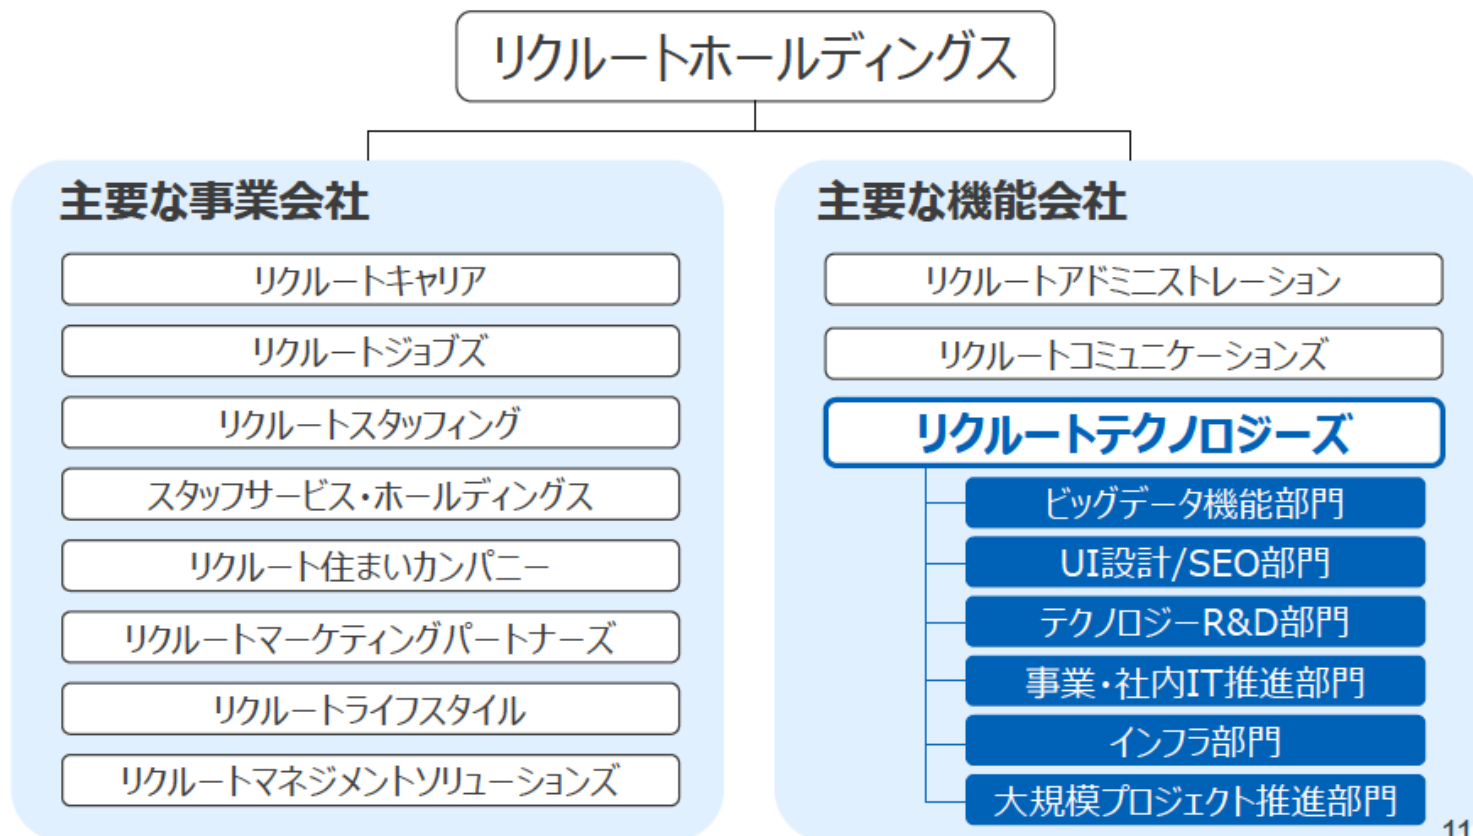 リクルートホールディングス
主要な事業会社
リクルートキャリア
リクルートジョブズ
リクルートスタッフィング
スタッフサービス・ホールディングス
リクルート住まいカンパニー
リクルートマーケティングパートナーズ
リクルートライフスタイル
リクルートマネジメントソリューションズ
主要な機能会社
リクルートアドミニストレーション
リクルートコミュニケーションズ
リクルートテクノロジーズ
ビッグデータ機能部門
UI設計/SEO部門
テクノロジーR&D部門
事業・社内IT推進部門
インフラ部門
大規模プロジェクト推進部門
11